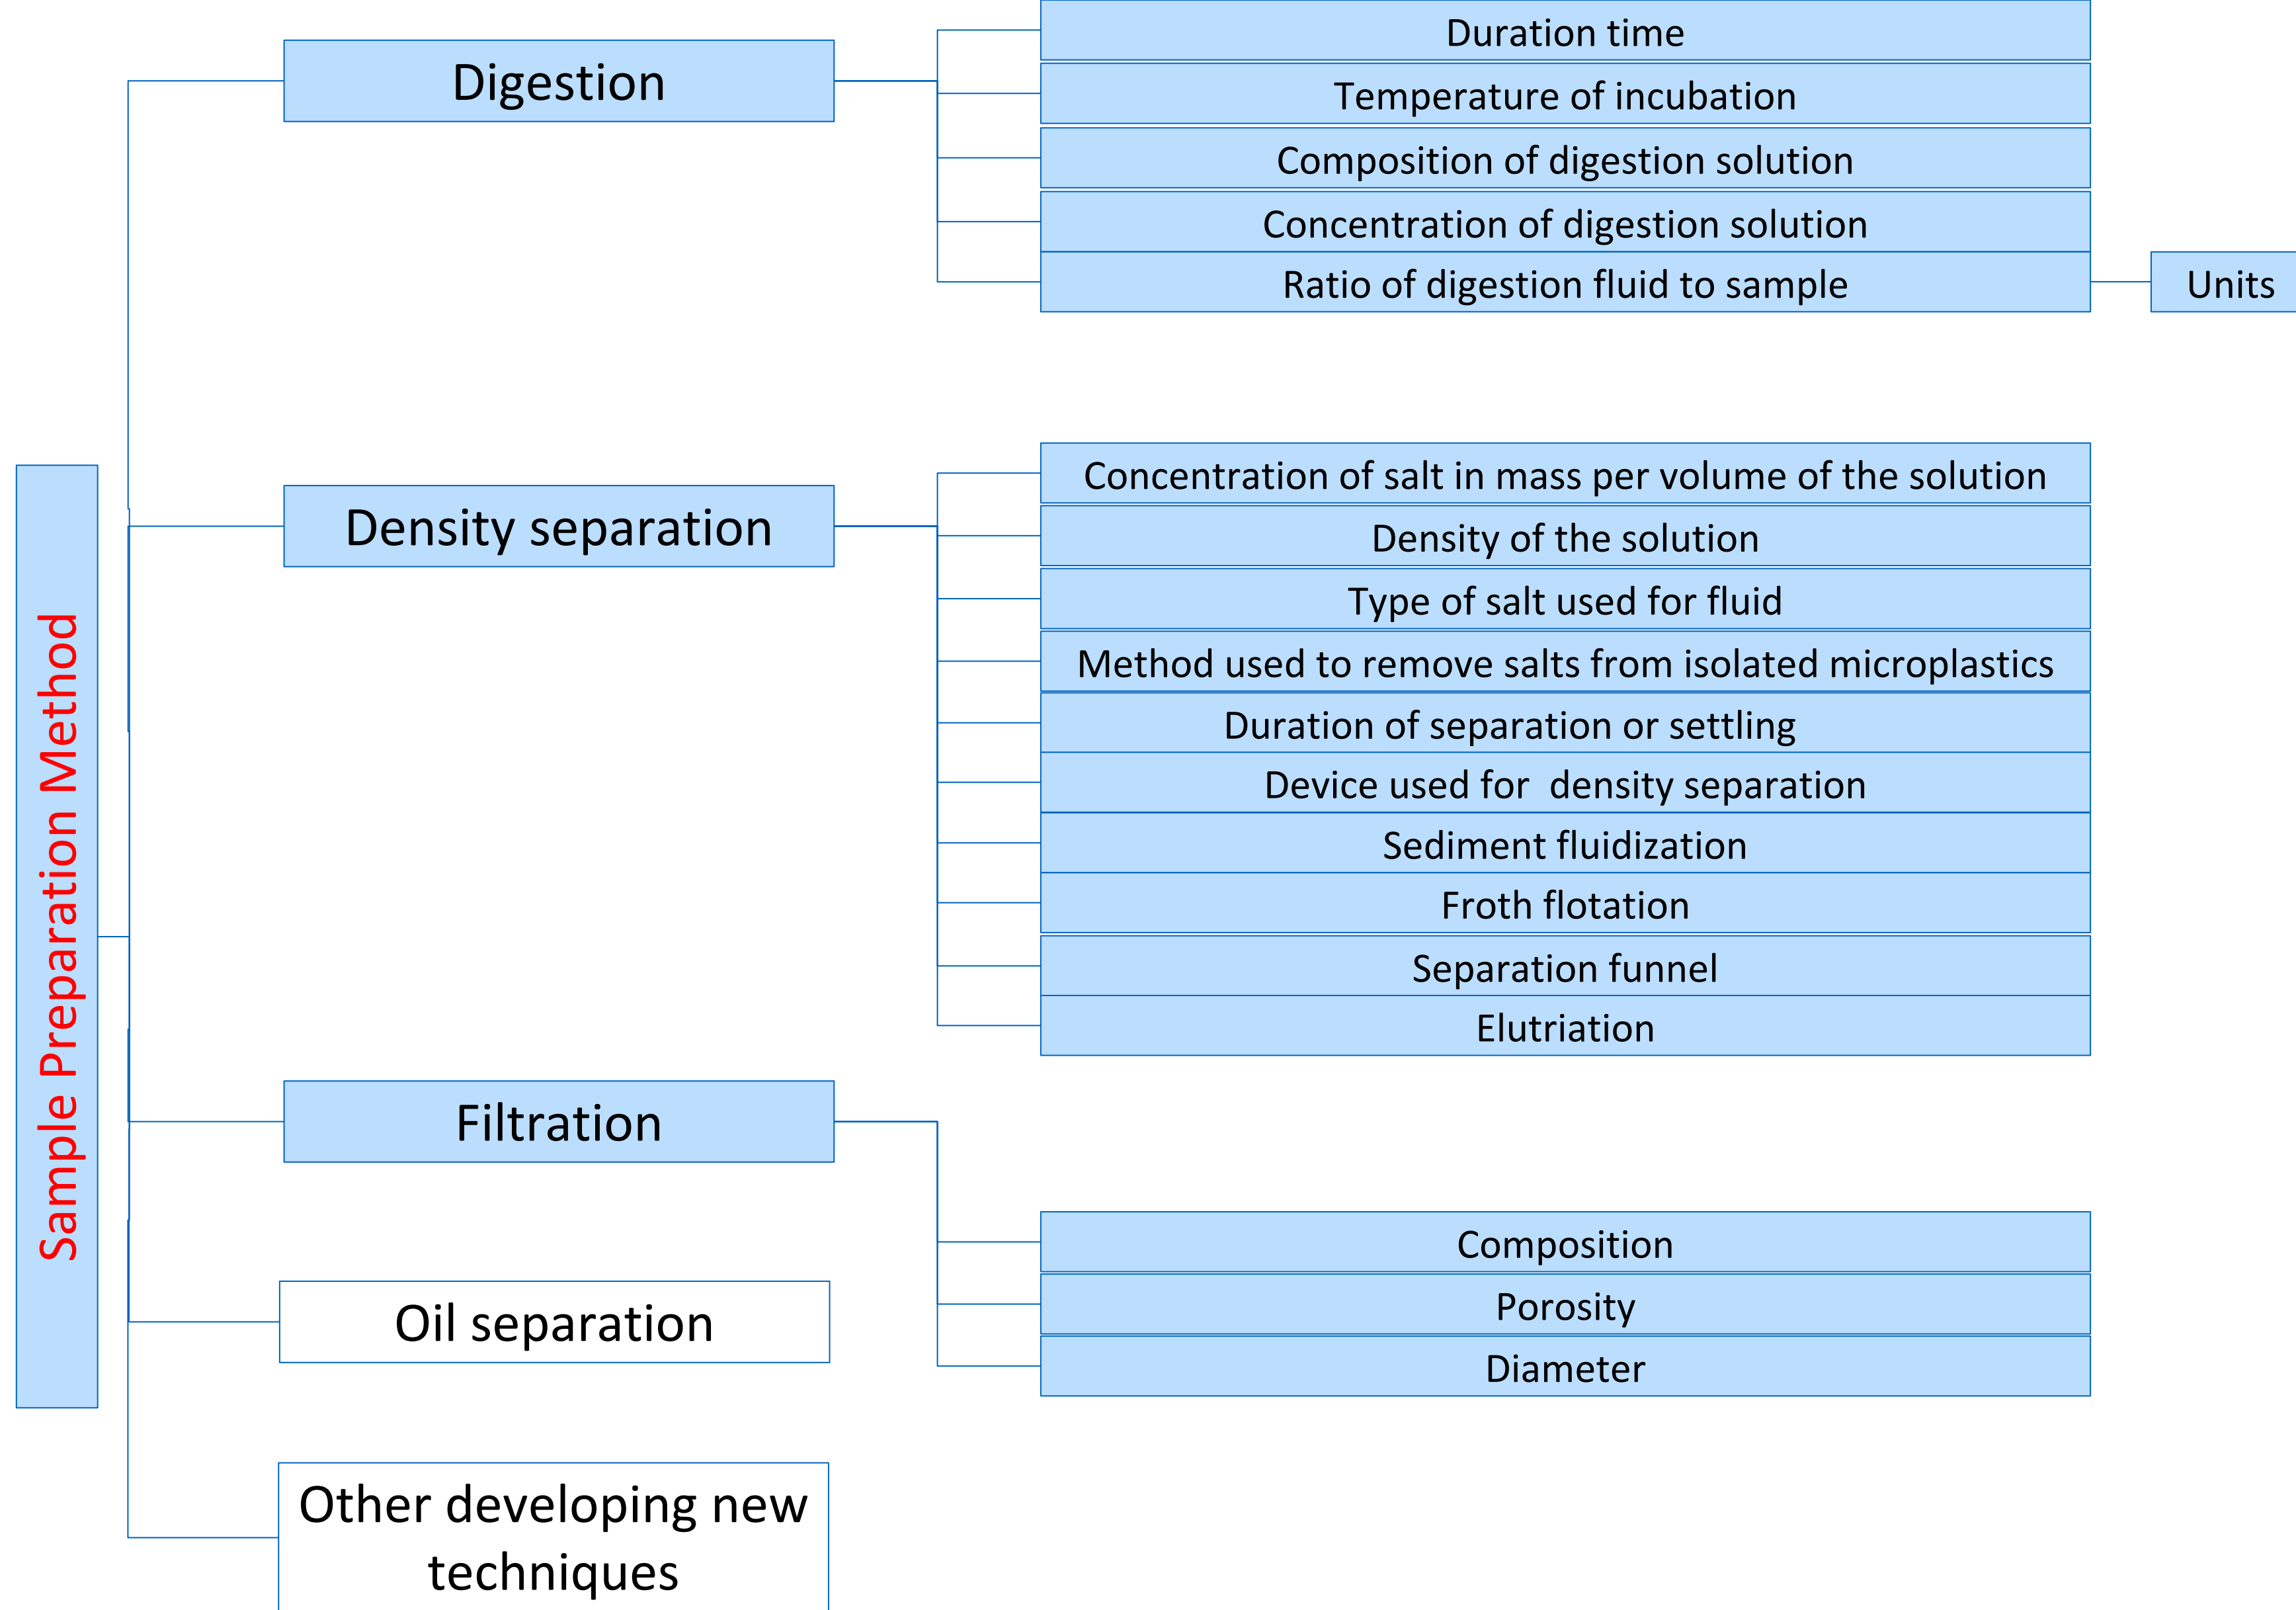 Sample Preparation Method
Digestion
Duration time
Temperature of incubation
Composition of digestion solution
Concentration of digestion solution
Ratio of digestion fluid to sample
Units
Density separation
Concentration of salt in mass per volume of the solution
Density of the solution
Type of salt used for fluid
Method used to remove salts from isolated microplastics
Duration of separation or settling
Device used for  density separation
Sediment fluidization
Froth flotation
Separation funnel
Elutriation
Filtration
Composition
Porosity
Diameter
Oil separation
Other developing new
techniques